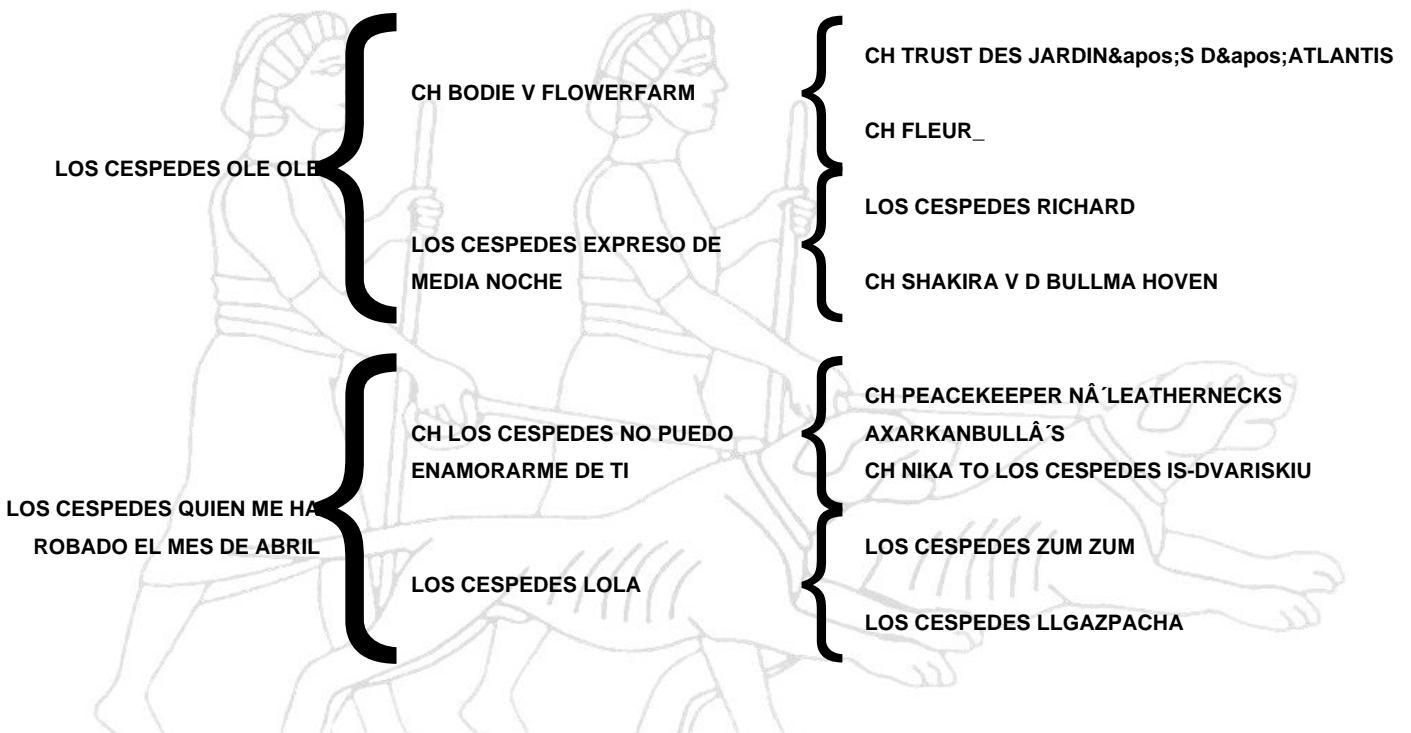 LOS CESPEDES OLE OLE
CH BODIE V FLOWERFARM
CH TRUST DES JARDIN&apos;S D&apos;ATLANTIS
CH FLEUR_
LOS CESPEDES EXPRESO DE
MEDIA NOCHE
LOS CESPEDES RICHARD
CH SHAKIRA V D BULLMA HOVEN
LOS CESPEDES QUIEN ME HA
ROBADO EL MES DE ABRIL
CH LOS CESPEDES NO PUEDO
ENAMORARME DE TI
CH PEACEKEEPER NÂ´LEATHERNECKS
AXARKANBULLÂ´S
CH NIKA TO LOS CESPEDES IS-DVARISKIU
LOS CESPEDES LOLA
LOS CESPEDES ZUM ZUM
LOS CESPEDES LLGAZPACHA